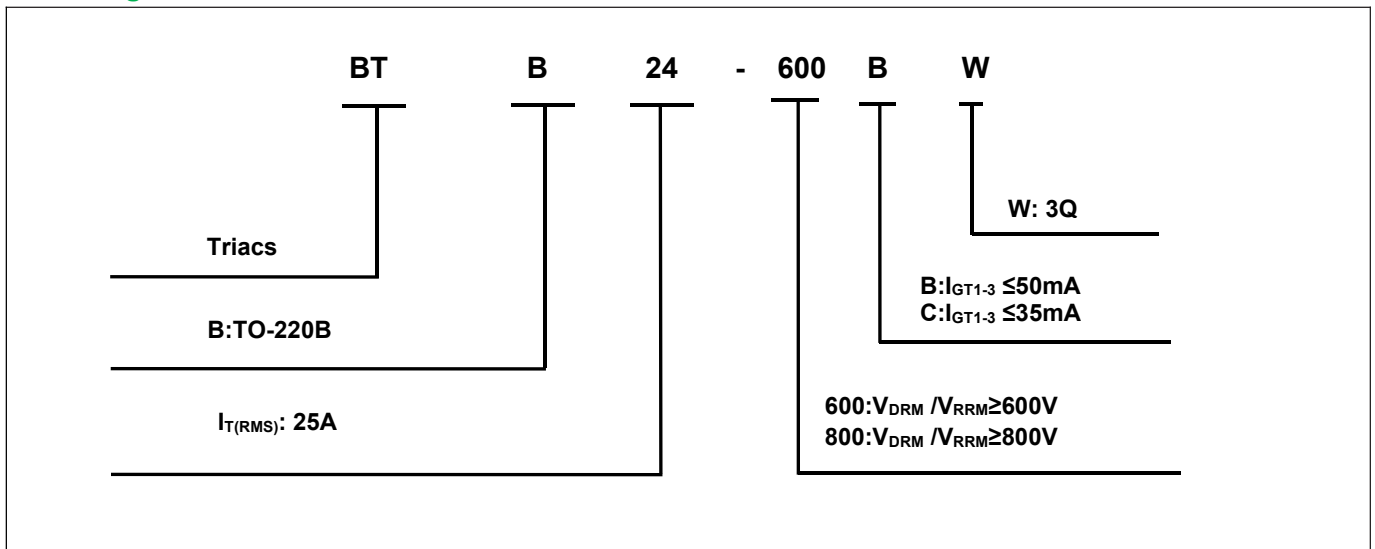 BT B 24 - 600 B W
W: 3Q
Triacs
B:IGT1-3 ≤50mA
C:IGT1-3 ≤35mA
B:TO-220B
600:VDRM /VRRM≥600V
800:VDRM /VRRM≥800V
IT(RMS): 25A